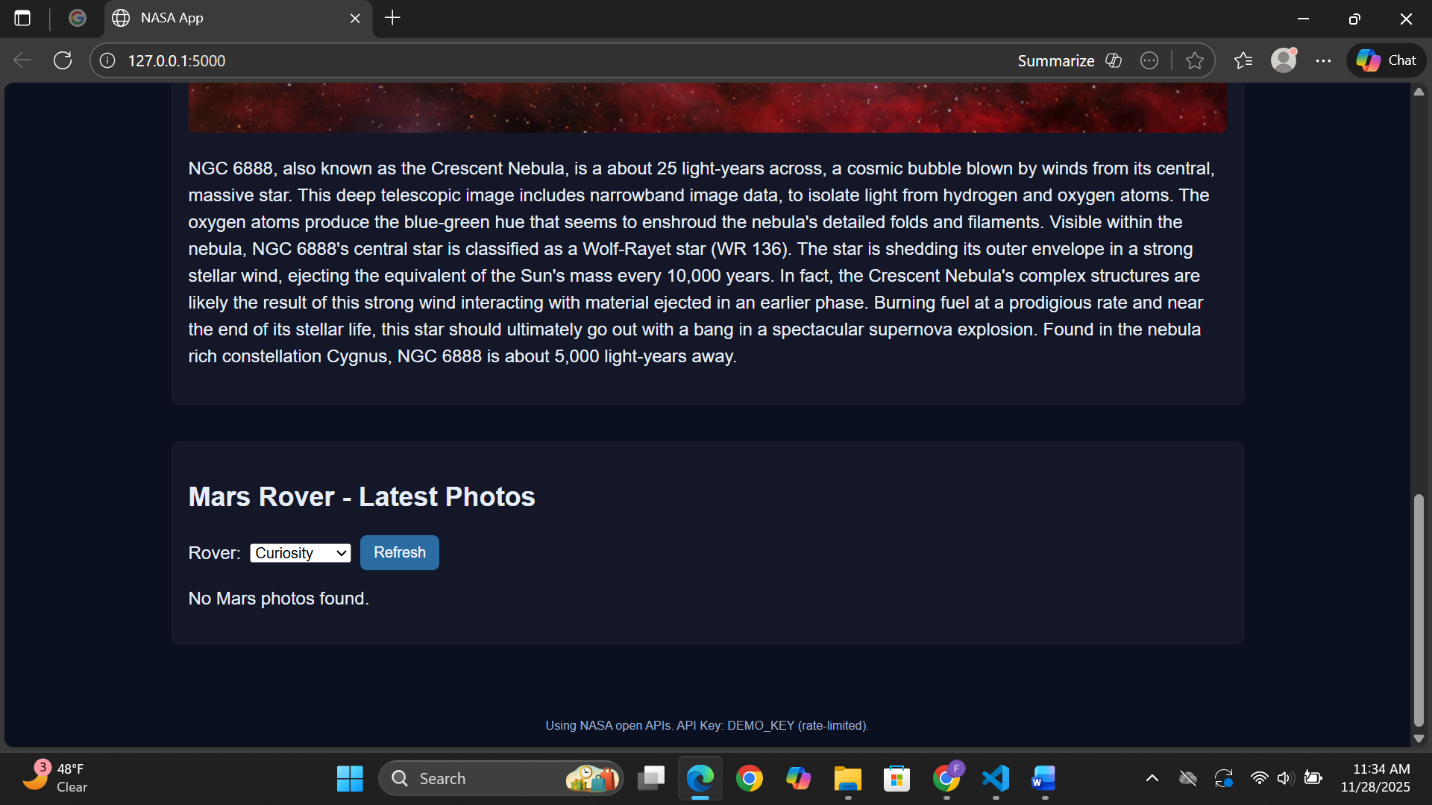 NASA App
127.0.0.1:5000
Summarize
Chat
NGC 6888, also known as the Crescent Nebula, is a about 25 light-years across, a cosmic bubble blown by winds from its central,
massive star. This deep telescopic image includes narrowband image data, to isolate light from hydrogen and oxygen atoms. The
oxygen atoms produce the blue-green hue that seems to enshroud the nebula's detailed folds and filaments. Visible within the
nebula, NGC 6888's central star is classified as a Wolf-Rayet star (WR 136). The star is shedding its outer envelope in a strong
stellar wind, ejecting the equivalent of the Sun's mass every 10,000 years. In fact, the Crescent Nebula's complex structures are
likely the result of this strong wind interacting with material ejected in an earlier phase. Burning fuel at a prodigious rate and near
the end of its stellar life, this star should ultimately go out with a bang in a spectacular supernova explosion. Found in the nebula
rich constellation Cygnus, NGC 6888 is about 5,000 light-years away.
Mars Rover - Latest Photos
Rover: Curiosity Refresh
No Mars photos found.
Using NASA open APIs. API Key: DEMO_KEY (rate-limited).
3
48°F
Clear
Search
F
W
11:34 AM
11/28/2025